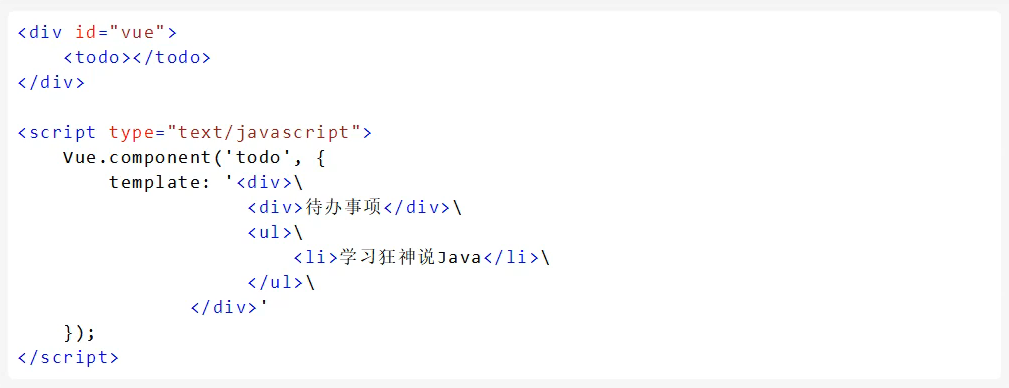 <div id="vue">
    <todo></todo>
</div>

<script type="text/javascript">
    Vue.component('todo', {
        template: '<div>\
                    <div>待办事项</div>\
                    <ul>\
                        <li>学习狂神说Java</li>\
                    </ul>\
               </div>'
    });
</script>